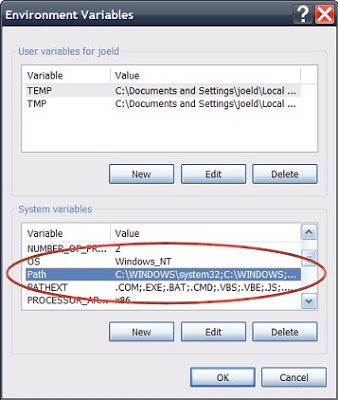 Environment Variables
User variables for joeld
Variable Value
TEMP C:\Documents and Settings\joeld\Local ...
TMP C:\Documents and Settings\joeld\Local ...
New Edit Delete
System variables
Variable Value
NUMBER_OF_PR... 2
OS Windows_NT
Path C:\WINDOWS\system32;C:\WINDOWS;...
PATHEXT .COM;.EXE;.BAT;.CMD;.VBS;.VBE;.JS;....
PROCESSOR_AR... x86
New Edit Delete
OK Cancel